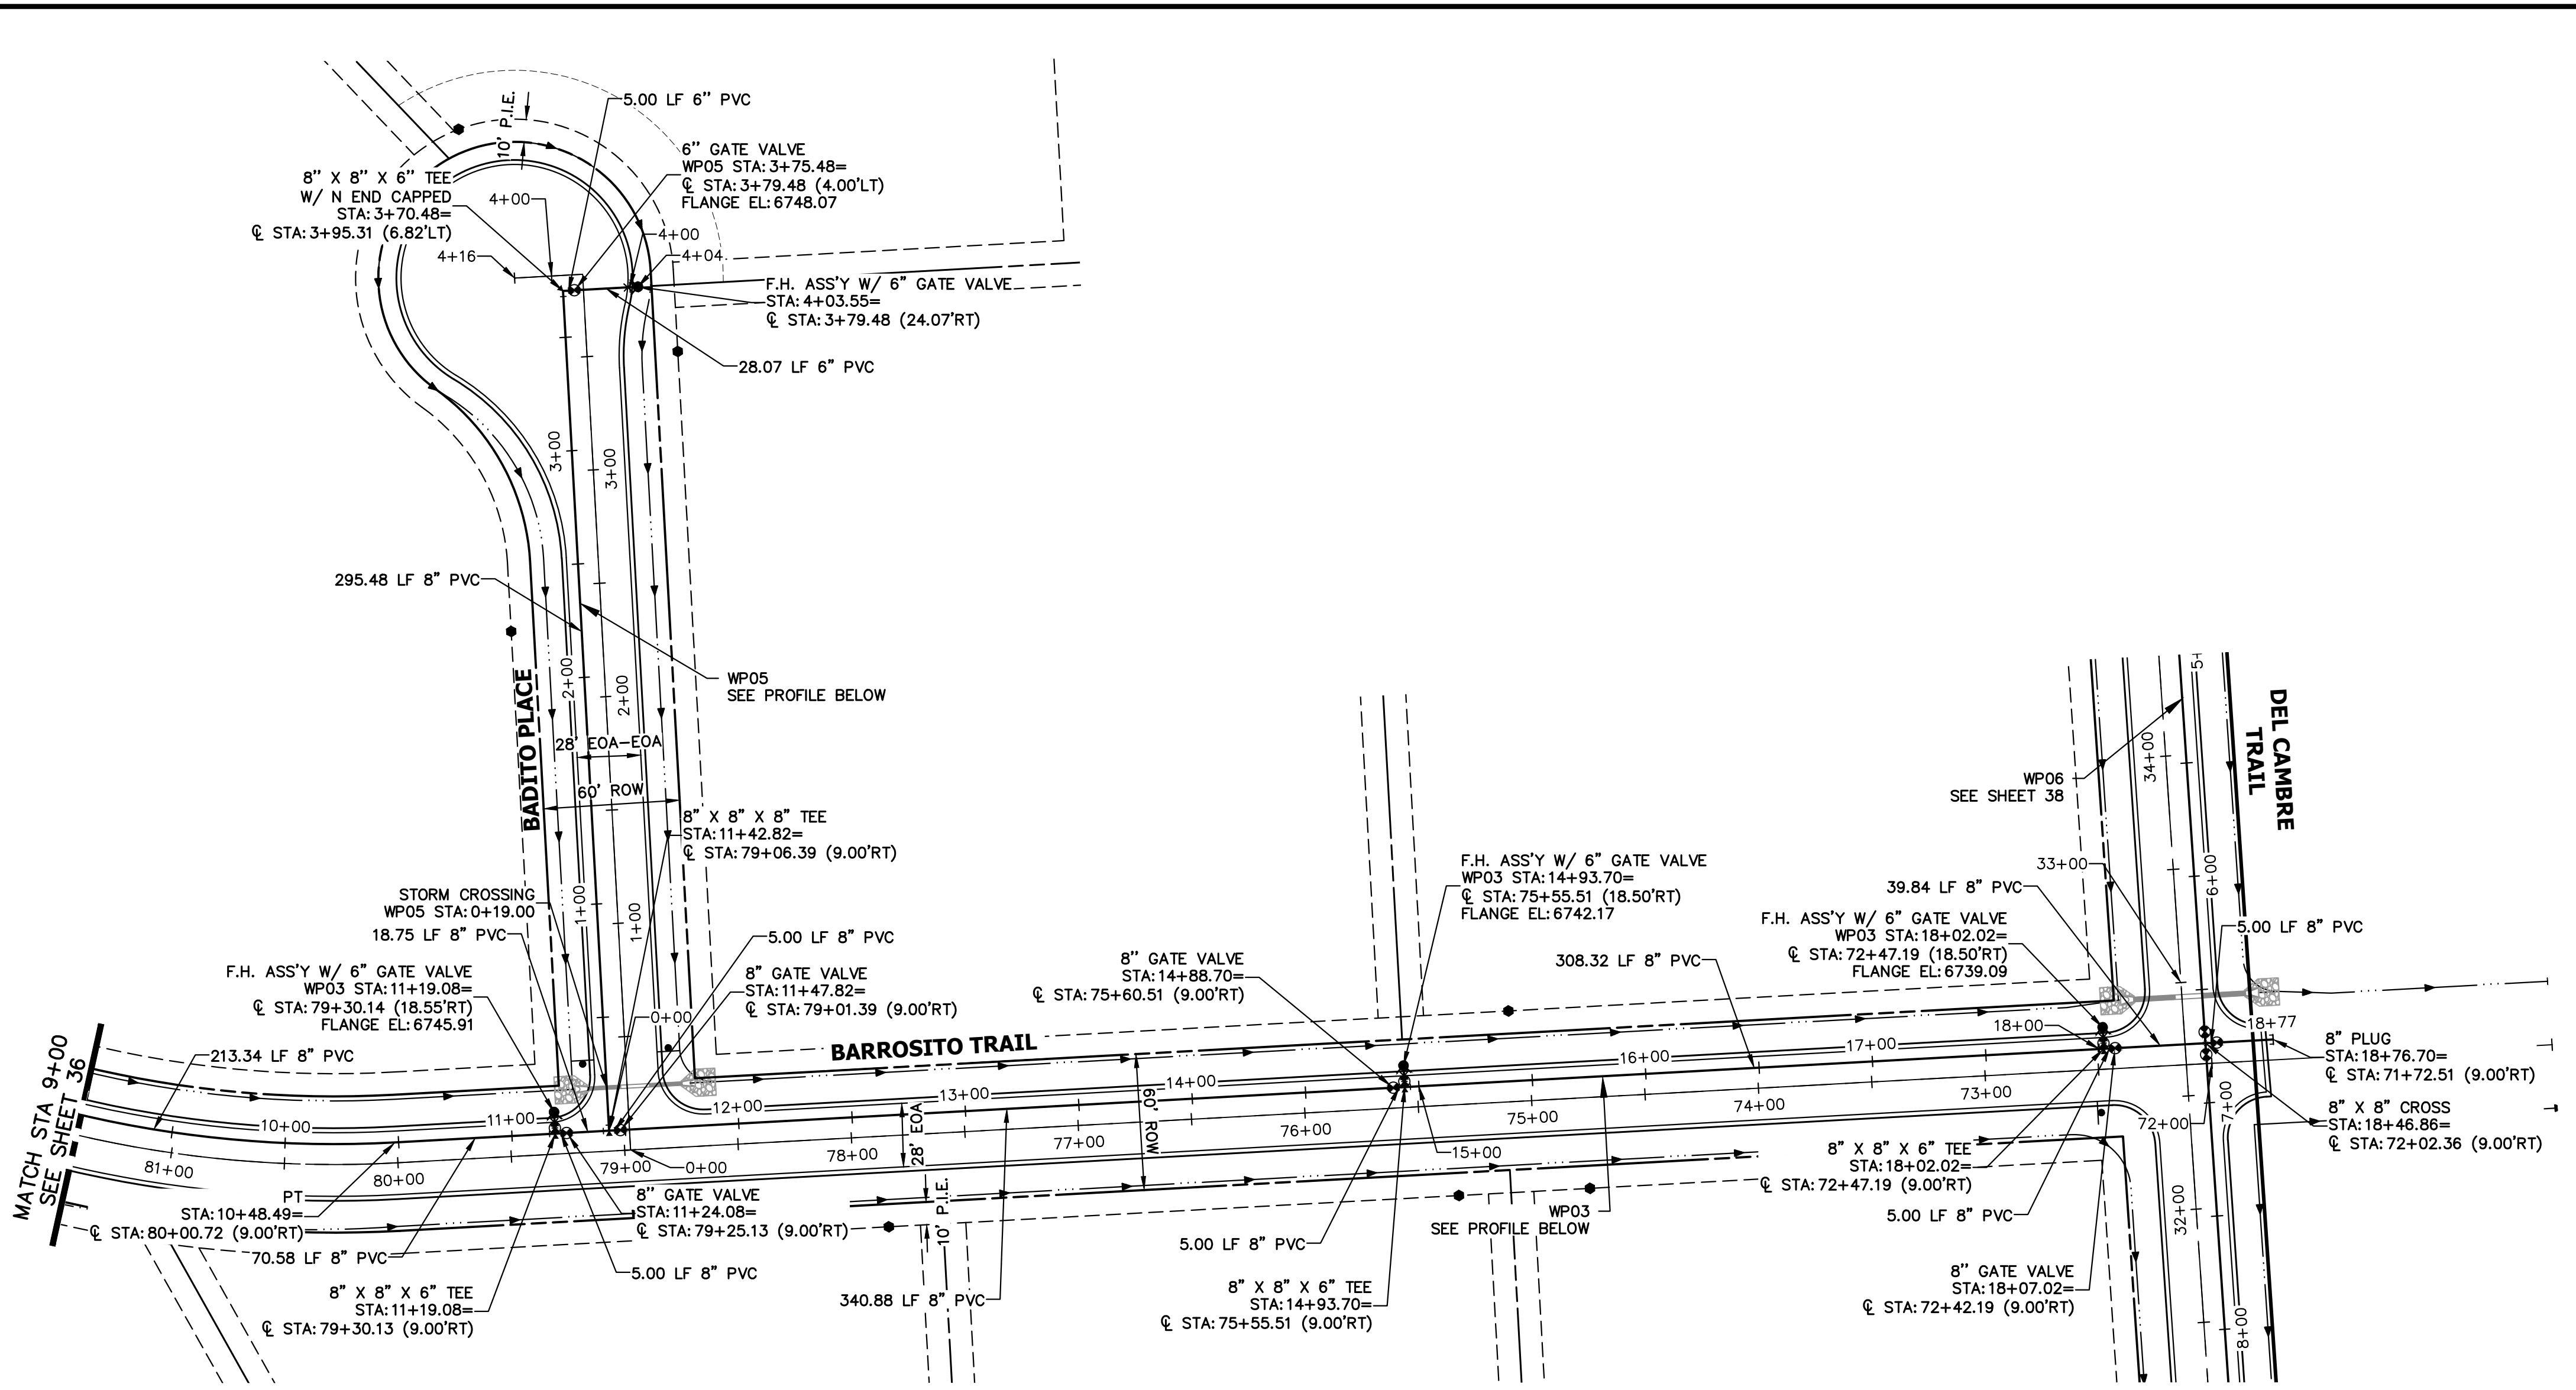 5.00 LF 6" PVC
10' P.I.E.
6" GATE VALVE
WP05 STA:3+75.48=
℄ STA:3+79.48 (4.00'LT)
FLANGE EL:6748.07
8" X 8" X 6" TEE
W/ N END CAPPED
STA:3+70.48=
℄ STA:3+95.31 (6.82'LT)
4+00
4+16
4+00
4+04
F.H. ASS'Y W/ 6" GATE VALVE
STA:4+03.55=
℄ STA:3+79.48 (24.07'RT)
28.07 LF 6" PVC
3+00
3+00
295.48 LF 8" PVC
2+00
2+00
WP05
SEE PROFILE BELOW
BADITO PLACE
28' EOA-EOA
60' ROW
8" X 8" X 8" TEE
STA:11+42.82=
℄ STA:79+06.39 (9.00'RT)
STORM CROSSING
WP05 STA:0+19.00
1+00
1+00
18.75 LF 8" PVC
5.00 LF 8" PVC
F.H. ASS'Y W/ 6" GATE VALVE
WP03 STA:11+19.08=
℄ STA:79+30.14 (18.55'RT)
FLANGE EL:6745.91
8" GATE VALVE
STA:11+47.82=
℄ STA:79+01.39 (9.00'RT)
0+00
213.34 LF 8" PVC
MATCH STA 9+00
SEE SHEET 36
BARROSITO TRAIL
8" GATE VALVE
STA:14+88.70=
℄ STA:75+60.51 (9.00'RT)
F.H. ASS'Y W/ 6" GATE VALVE
WP03 STA:14+93.70=
℄ STA:75+55.51 (18.50'RT)
FLANGE EL:6742.17
308.32 LF 8" PVC
WP06
SEE SHEET 38
34+00
5+
DEL CAMBRE
TRAIL
33+00
39.84 LF 8" PVC
6+00
F.H. ASS'Y W/ 6" GATE VALVE
WP03 STA:18+02.02=
℄ STA:72+47.19 (18.50'RT)
FLANGE EL:6739.09
5.00 LF 8" PVC
18+00
18+77
8" PLUG
STA:18+76.70=
℄ STA:71+72.51 (9.00'RT)
8" X 8" CROSS
STA:18+46.86=
℄ STA:72+02.36 (9.00'RT)
10+00
11+00
12+00
13+00
14+00
16+00
17+00
81+00
80+00
79+00
0+00
78+00
77+00
76+00
75+00
74+00
73+00
72+00
7+00
28' EOA
60' ROW
15+00
10' P.I.E.
PT
STA:10+48.49=
℄ STA:80+00.72 (9.00'RT)
70.58 LF 8" PVC
8" GATE VALVE
STA:11+24.08=
℄ STA:79+25.13 (9.00'RT)
5.00 LF 8" PVC
8" X 8" X 6" TEE
STA:11+19.08=
℄ STA:79+30.13 (9.00'RT)
340.88 LF 8" PVC
5.00 LF 8" PVC
8" X 8" X 6" TEE
STA:14+93.70=
℄ STA:75+55.51 (9.00'RT)
WP03
SEE PROFILE BELOW
8" X 8" X 6" TEE
STA:18+02.02=
℄ STA:72+47.19 (9.00'RT)
5.00 LF 8" PVC
32+00
8" GATE VALVE
STA:18+07.02=
℄ STA:72+42.19 (9.00'RT)
8+00